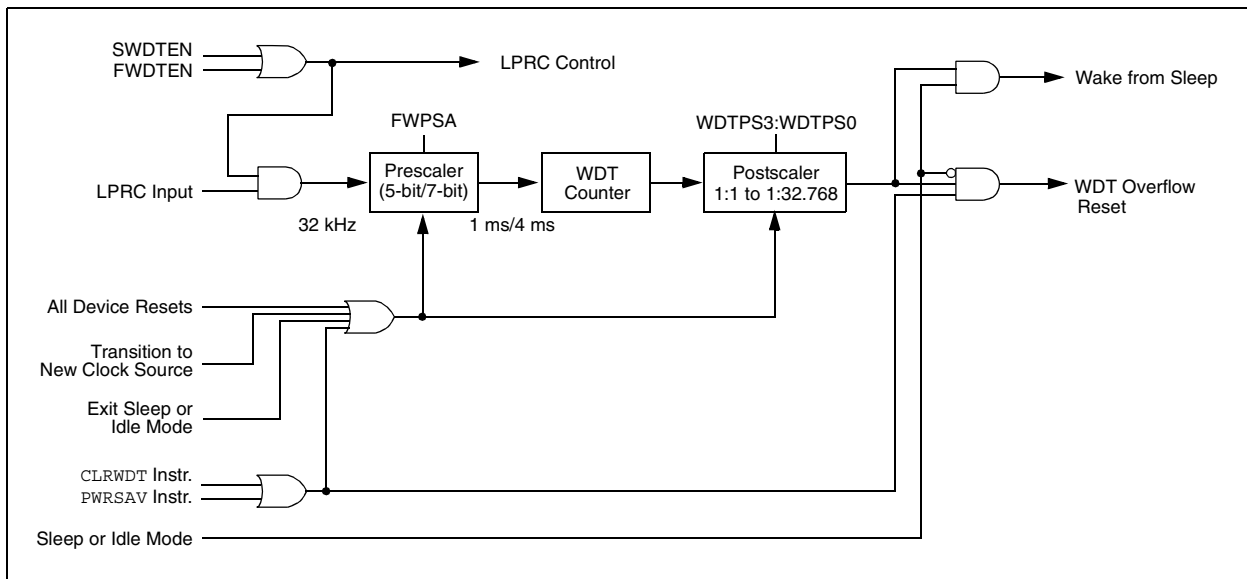 SWDTEN
FWDTEN
LPRC Control
Wake from Sleep
FWPSA
WDTPS3:WDTPS0
LPRC Input
Prescaler
(5-bit/7-bit)
WDT
Counter
Postscaler
1:1 to 1:32.768
WDT Overflow
Reset
32 kHz
1 ms/4 ms
All Device Resets
Transition to
New Clock Source
Exit Sleep or
Idle Mode
CLRWDT Instr.
PWRSAV Instr.
Sleep or Idle Mode